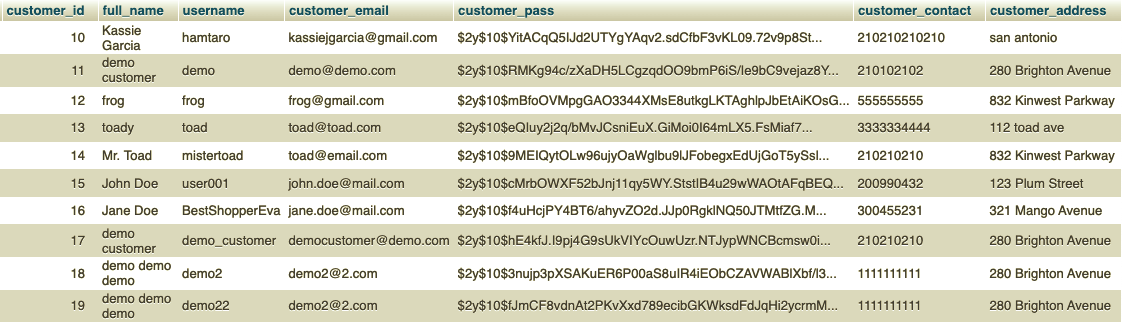 customer_id full_name username customer_email customer_pass customer_contact customer_address
10 Kassie Garcia hamtaro kassiejgarcia@gmail.com $2y$10$YitACqQ5lJd2UTYgYAqv2.sdCfbF3vKL09.72v9p8St... 210210210210 san antonio
11 demo customer demo demo@demo.com $2y$10$RMKg94c/zXaDH5LCgzqdOO9bmP6iS/Ie9bC9vejaz8Y... 210102102 280 Brighton Avenue
12 frog frog frog@gmail.com $2y$10$mBfoOVMpgGAO3344XMsE8utkgLKTAghlpJbEtAiKOsG... 555555555 832 Kinwest Parkway
13 toady toad toad@toad.com $2y$10$eQluy2j2q/bMvJCsniEuX.GiMoi0I64mLX5.FsMiaf7... 3333334444 112 toad ave
14 Mr. Toad mistertoad toad@email.com $2y$10$9MEIQytOLw96ujyOaWglbu9lJFobegxEdUjGoT5ySsl... 210210210 832 Kinwest Parkway
15 John Doe user001 john.doe@mail.com $2y$10$cMrbOWXF52bJnj11qy5WY.StstlB4u29wWAOtAFqBEQ... 200990432 123 Plum Street
16 Jane Doe BestShopperEva jane.doe@mail.com $2y$10$f4uHcjPY4BT6/ahyvZO2d.JJp0RgklNQ50JTMtfZG.M... 300455231 321 Mango Avenue
17 demo customer demo_customer democustomer@demo.com $2y$10$hE4kfJ.I9pj4G9sUkVIYcOuwUzr.NTJypWNCBcmsw0i... 210210210 280 Brighton Avenue
18 demo demo demo demo2 demo2@2.com $2y$10$3nujp3pXSAKuER6P00aS8ulR4iEObCZAVWABlXbf/l3... 1111111111 280 Brighton Avenue
19 demo demo demo demo22 demo2@2.com $2y$10$fJmCF8vdnAt2PKvXxd789ecibGKWksdFdJqHi2ycrmM... 1111111111 280 Brighton Avenue